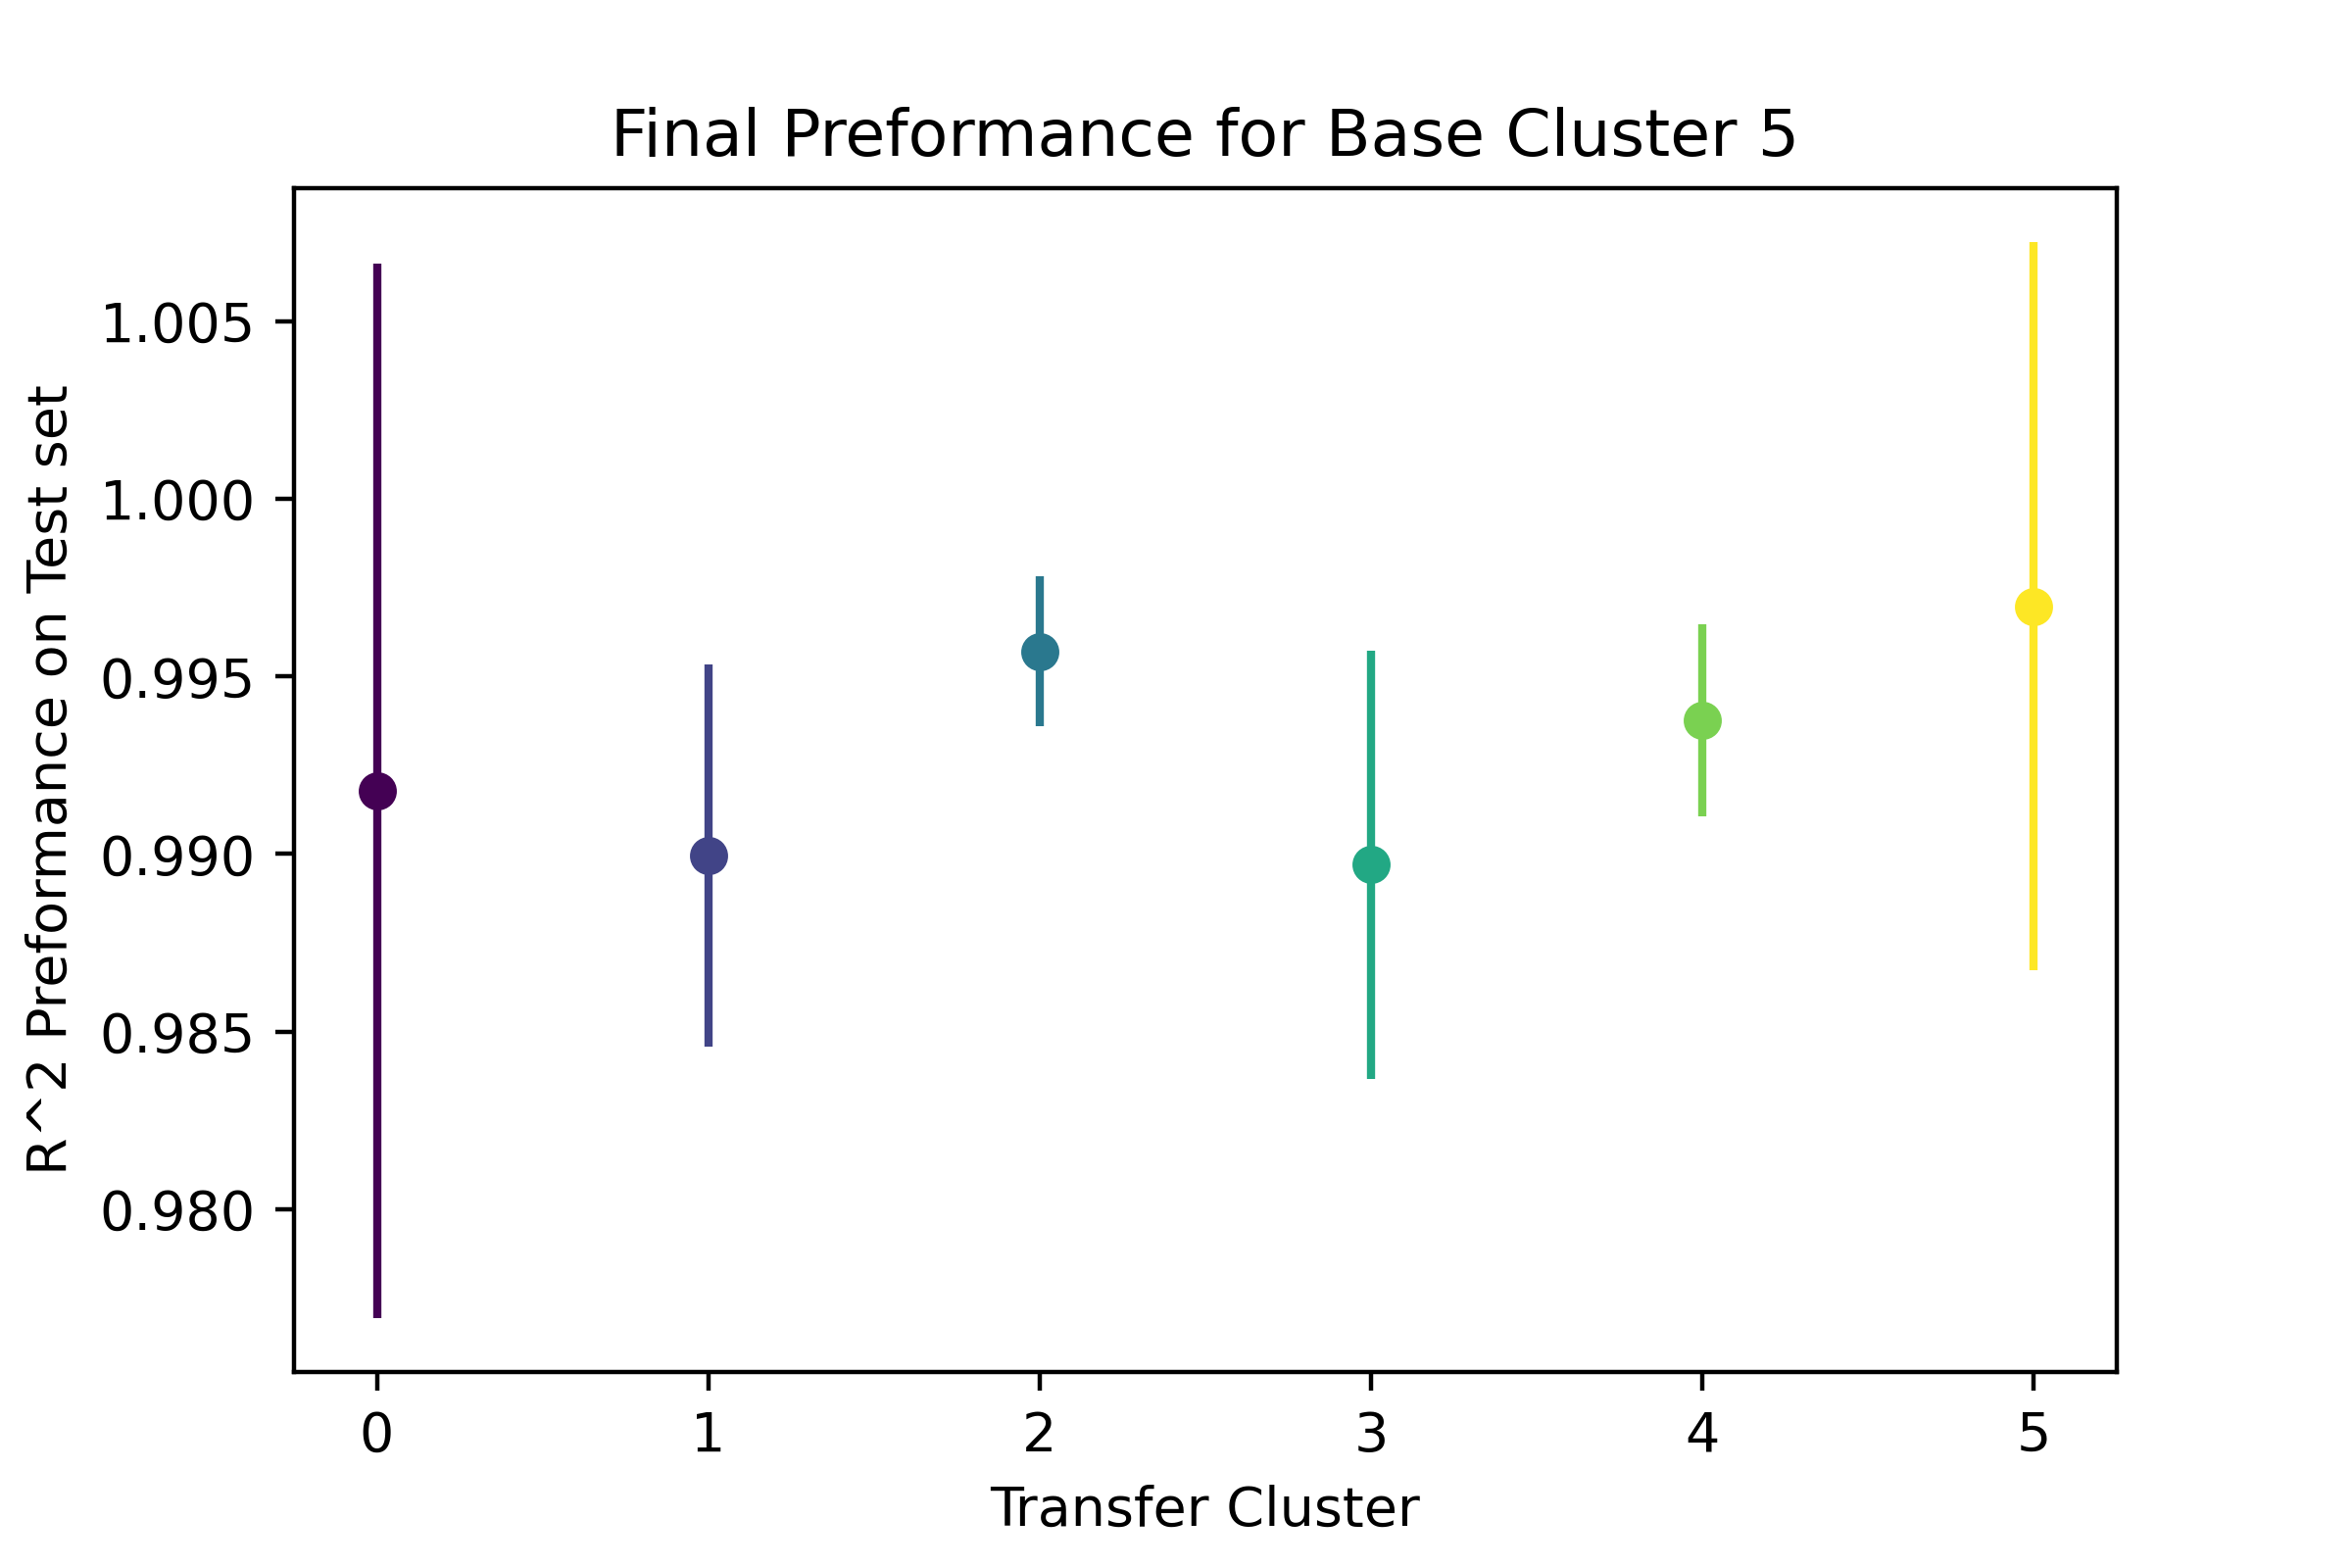 Final Preformance for Base Cluster 5
R^2 Preformance on Test set
1.005
1.000
0.995
0.990
0.985
0.980
0 1 2 3 4 5
Transfer Cluster